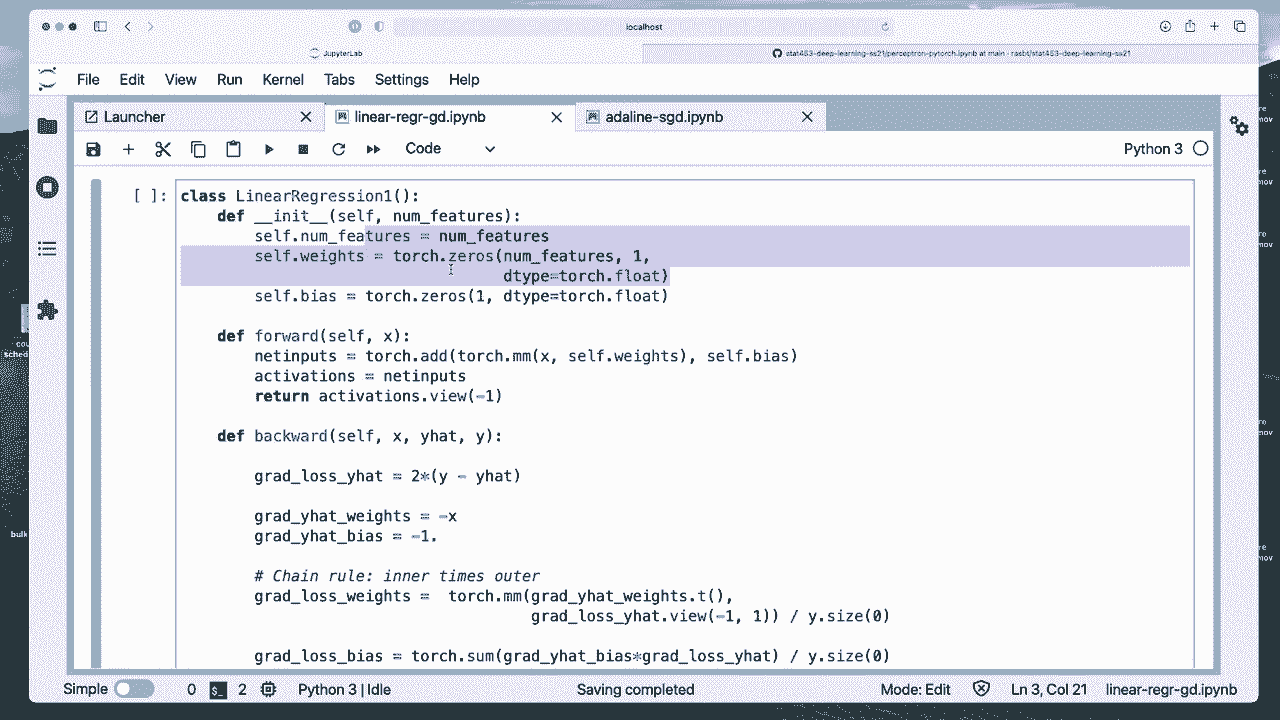 localhost
JupyterLab
stat453-deep-learning-ss21/perceptron-pytorch.ipynb at main · rasbt/stat453-deep-learning-ss21
File Edit View Run Kernel Tabs Settings Help
Launcher
linear-regr-gd.ipynb
adaline-sgd.ipynb
Code
Python 3
[ ]:
class LinearRegression1():
def __init__(self, num_features):
self.num_features = num_features
self.weights = torch.zeros(num_features, 1,
dtype=torch.float)
self.bias = torch.zeros(1, dtype=torch.float)
def forward(self, x):
netinputs = torch.add(torch.mm(x, self.weights), self.bias)
activations = netinputs
return activations.view(-1)
def backward(self, x, yhat, y):
grad_loss_yhat = 2*(y - yhat)
grad_yhat_weights = -x
grad_yhat_bias = -1.
# Chain rule: inner times outer
grad_loss_weights =  torch.mm(grad_yhat_weights.t(),
grad_loss_yhat.view(-1, 1)) / y.size(0)
grad_loss_bias = torch.sum(grad_yhat_bias*grad_loss_yhat) / y.size(0)
Simple 0 $_ 2 Python 3 | Idle Saving completed Mode: Edit Ln 3, Col 21 linear-regr-gd.ipynb